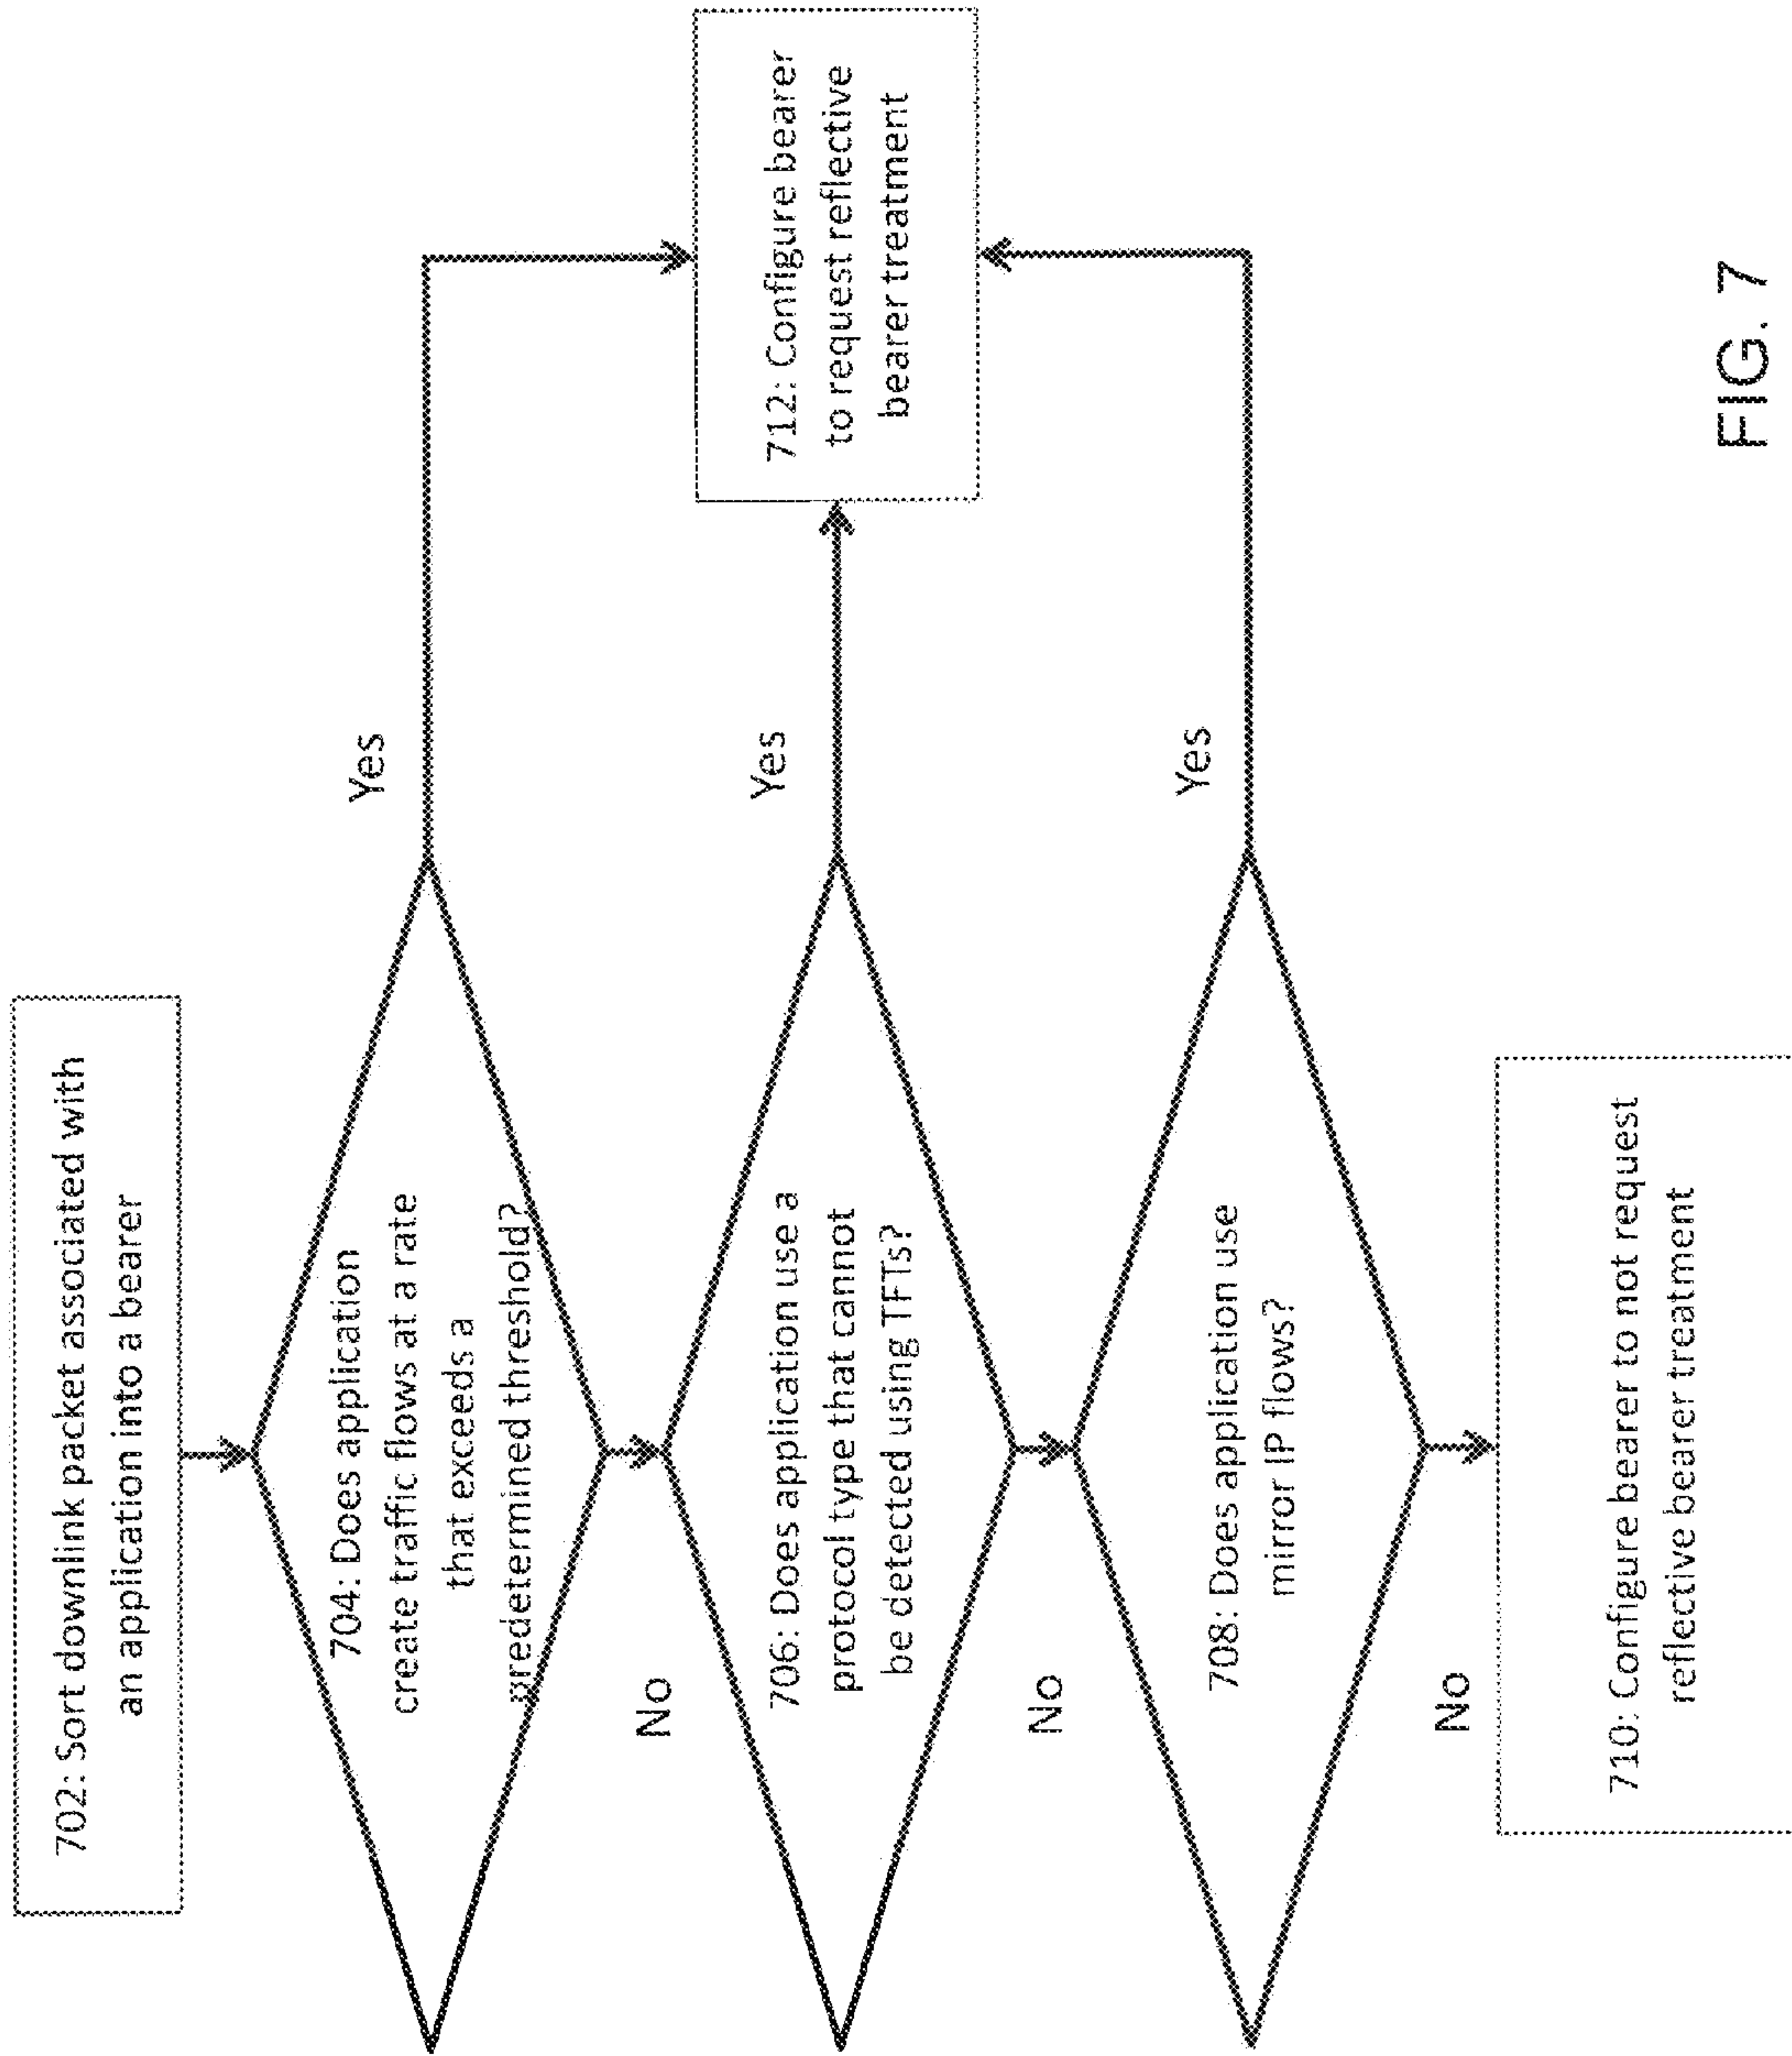 702: Sort downlink packet associated with
an application into a bearer
704: Does application
create traffic flows at a rate
that exceeds a
predetermined threshold?
Yes
No
706: Does application use a
protocol type that cannot
be detected using TFTs?
Yes
No
708: Does application use
mirror IP flows?
Yes
No
710: Configure bearer to not request
reflective bearer treatment
712: Configure bearer
to request reflective
bearer treatment
FIG. 7